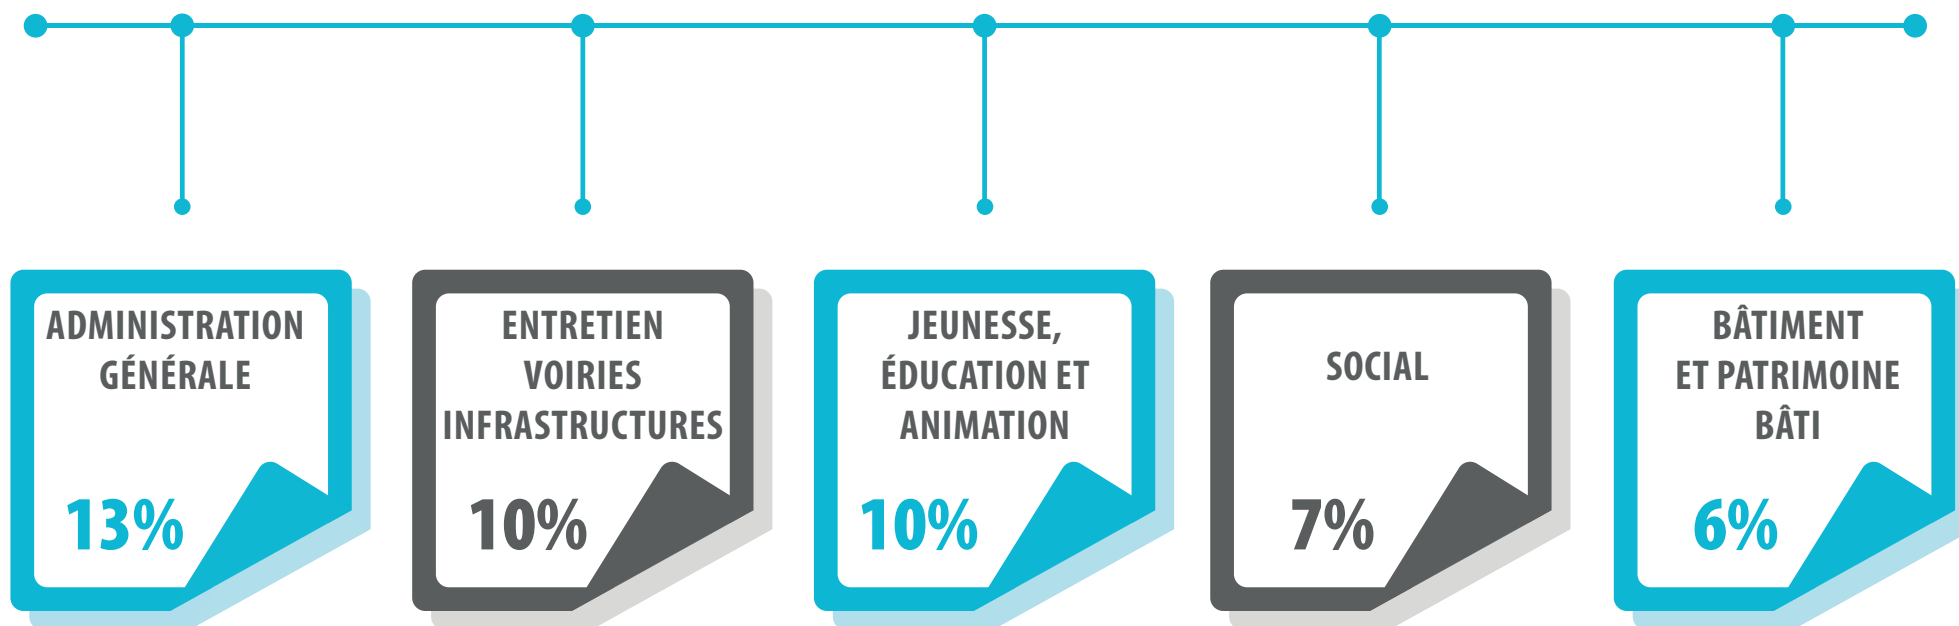 ADMINISTRATION
GÉNÉRALE
13%
ENTRETIEN
VOIRIES
INFRASTRUCTURES
10%
JEUNESSE,
ÉDUCATION ET
ANIMATION
10%
SOCIAL
7%
BÂTIMENT
ET PATRIMOINE
BÂTI
6%